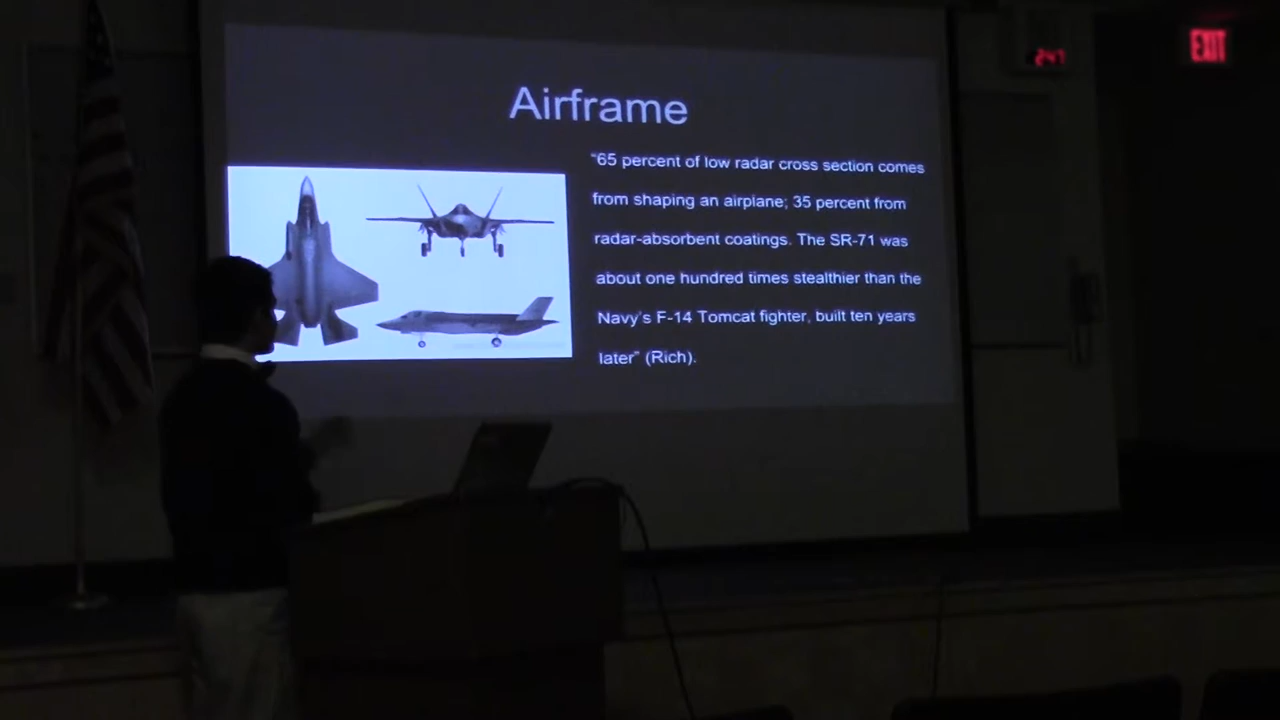 2:47
EXIT
Airframe
“65 percent of low radar cross section comes
from shaping an airplane; 35 percent from
radar-absorbent coatings. The SR-71 was
about one hundred times stealthier than the
Navy’s F-14 Tomcat fighter, built ten years
later” (Rich).